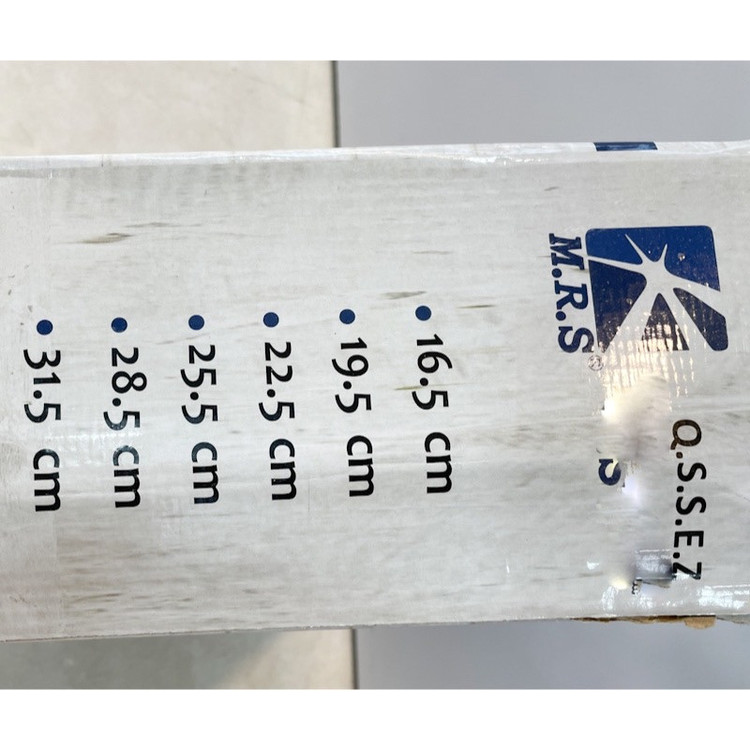 M.R.S®
Q.S.S.E.Z
• 16.5 cm
• 19.5 cm
• 22.5 cm
• 25.5 cm
• 28.5 cm
• 31.5 cm